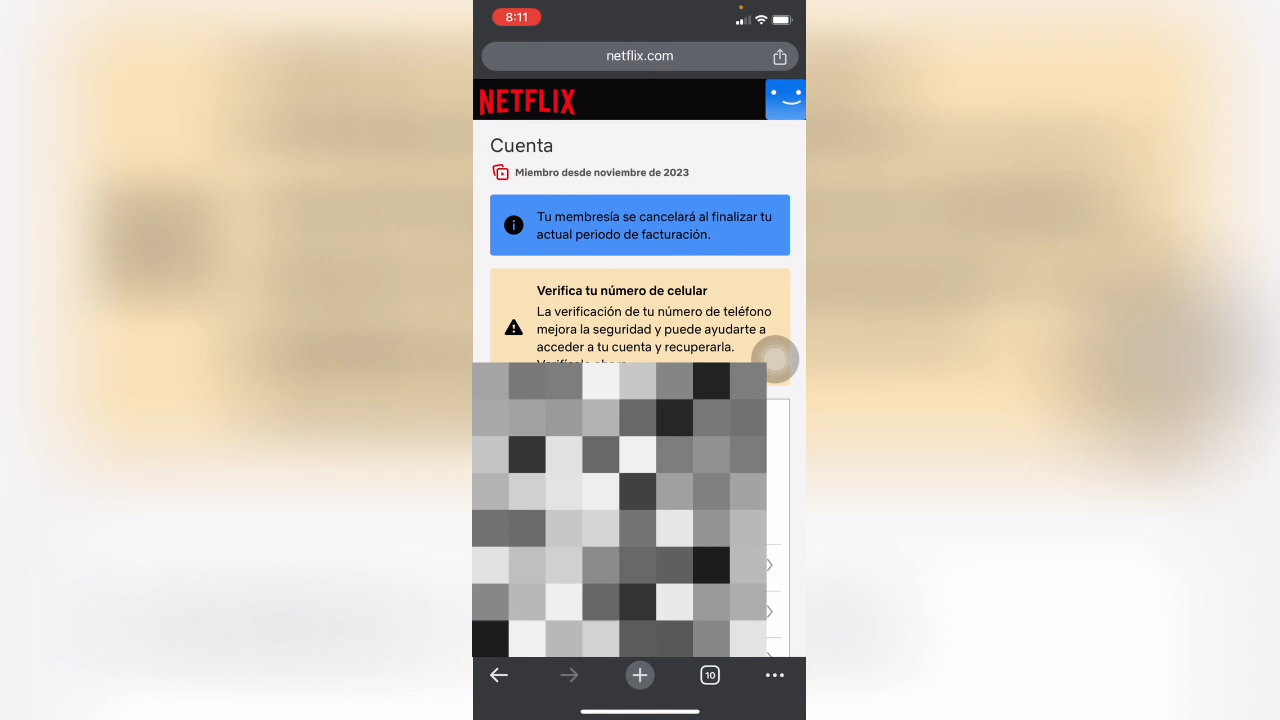 8:11
netflix.com
NETFLIX
Cuenta
Miembro desde noviembre de 2023
Tu membresía se cancelará al finalizar tu
actual periodo de facturación.
Verifica tu número de celular
La verificación de tu número de teléfono
mejora la seguridad y puede ayudarte a
acceder a tu cuenta y recuperarla.
10